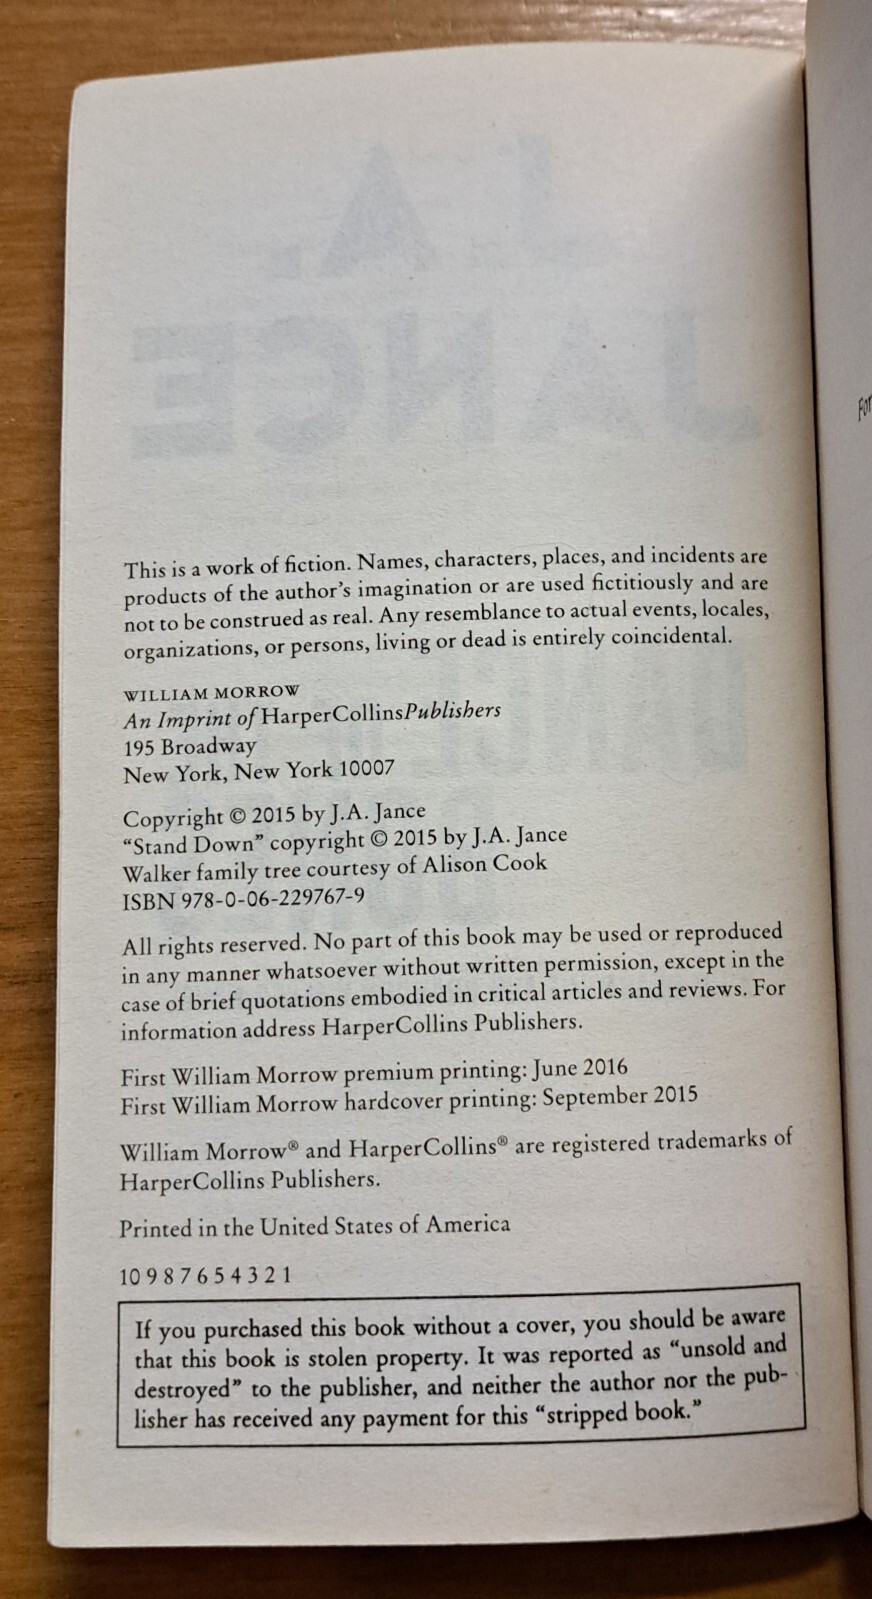 This is a work of fiction. Names, characters, places, and incidents are
products of the author's imagination or are used fictitiously and are
not to be construed as real. Any resemblance to actual events, locales,
organizations, or persons, living or dead is entirely coincidental.
WILLIAM MORROW
An Imprint of HarperCollinsPublishers
195 Broadway
New York, New York 10007
Copyright © 2015 by J.A. Jance
“Stand Down” copyright © 2015 by J.A. Jance
Walker family tree courtesy of Alison Cook
ISBN 978-0-06-229767-9
All rights reserved. No part of this book may be used or reproduced
in any manner whatsoever without written permission, except in the
case of brief quotations embodied in critical articles and reviews. For
information address HarperCollins Publishers.
First William Morrow premium printing: June 2016
First William Morrow hardcover printing: September 2015
William Morrow® and HarperCollins® are registered trademarks of
HarperCollins Publishers.
Printed in the United States of America
10 9 8 7 6 5 4 3 2 1
If you purchased this book without a cover, you should be aware
that this book is stolen property. It was reported as “unsold and
destroyed” to the publisher, and neither the author nor the pub-
lisher has received any payment for this “stripped book.”
For